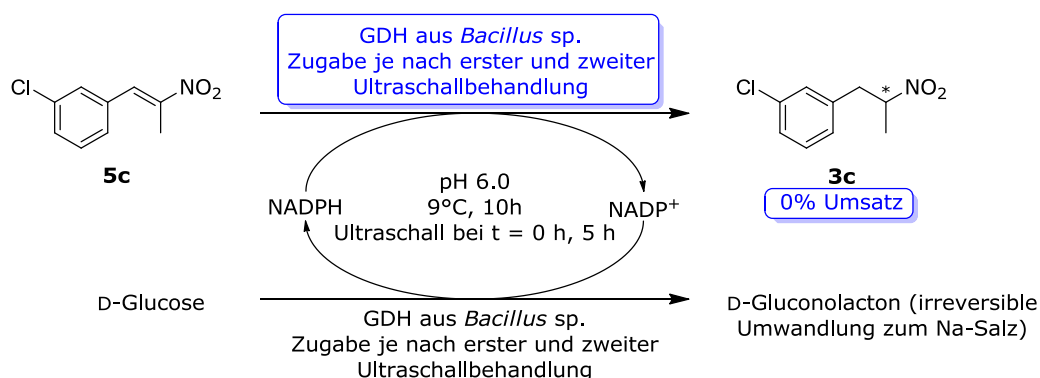 GDH aus Bacillus sp.
Zugabe je nach erster und zweiter
Ultraschallbehandlung
Cl
NO2
5c
Cl
*
NO2
3c
0% Umsatz
pH 6.0
9°C, 10h
NADPH
NADP+
Ultraschall bei t = 0 h, 5 h
D-Glucose
GDH aus Bacillus sp.
Zugabe je nach erster und zweiter
Ultraschallbehandlung
D-Gluconolacton (irreversible
Umwandlung zum Na-Salz)